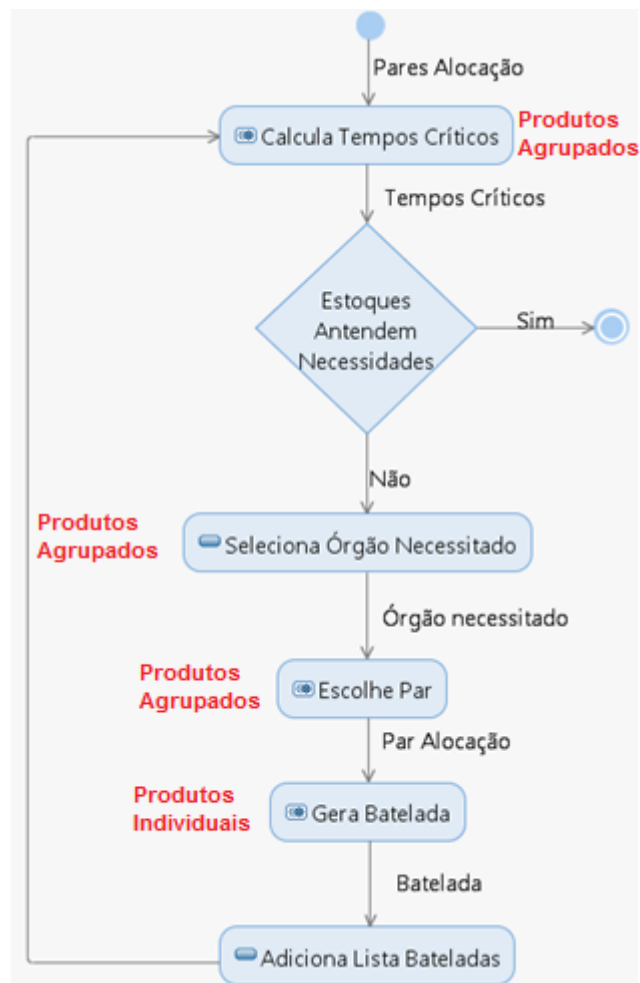 Pares Alocação
Calcula Tempos Críticos
Produtos
Agrupados
Tempos Críticos
Estoques
Antendem
Necessidades
Sim
Não
Produtos
Agrupados
Seleciona Órgão Necessitado
Órgão necessitado
Produtos
Agrupados
Escolhe Par
Par Alocação
Produtos
Individuais
Gera Batelada
Batelada
Adiciona Lista Bateladas